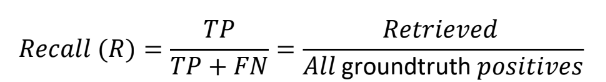 Recall (R) = TP / TP + FN = Retrieved / All groundtruth positives